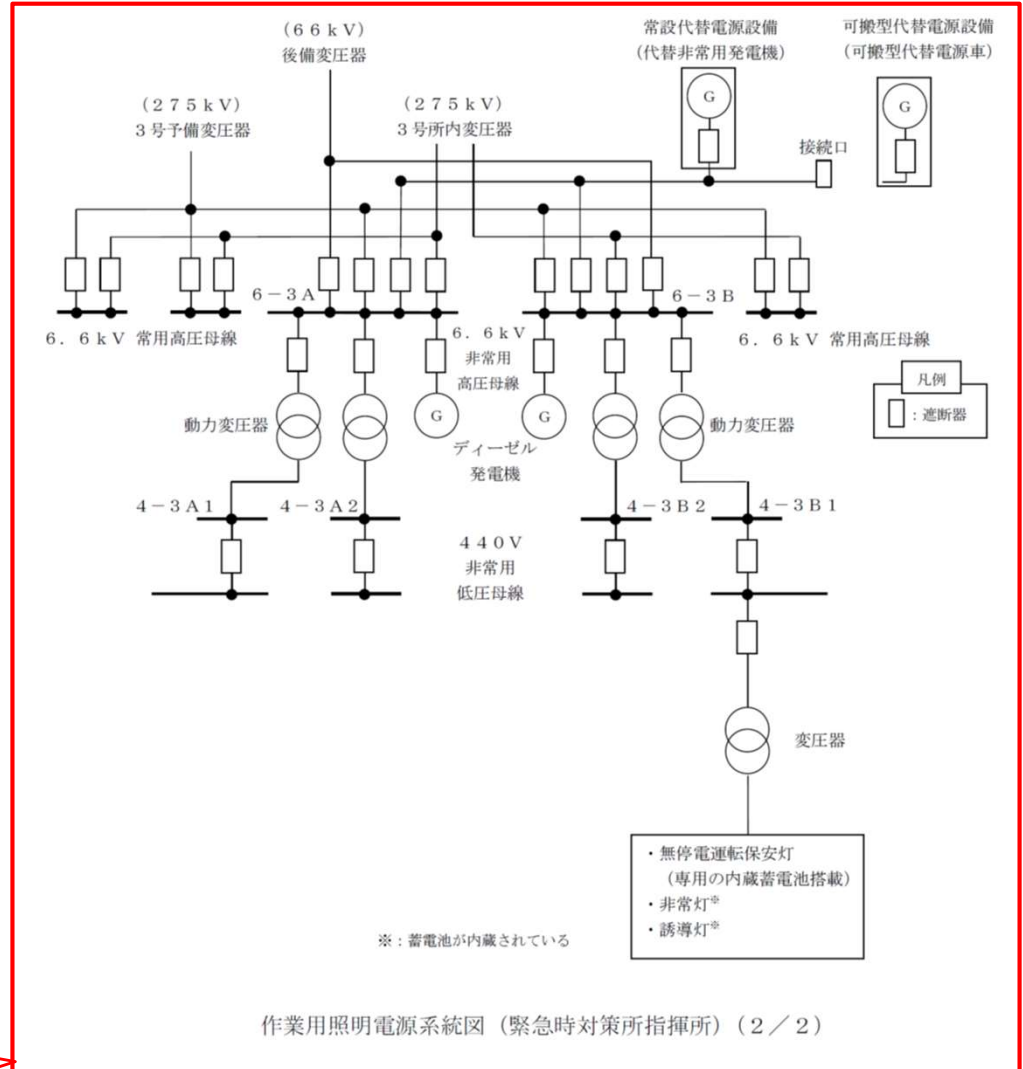 (66kV)
後備変圧器
常設代替電源設備
(代替非常用発電機)
可搬型代替電源設備
(可搬型代替電源車)
G
G
(275kV)
3号予備変圧器
(275kV)
3号所内変圧器
接続口
6-3A
6-3B
6.6kV 常用高圧母線
6.6kV
非常用
高圧母線
6.6kV 常用高圧母線
凡例
:遮断器
動力変圧器
G
G
動力変圧器
ディーゼル
発電機
4-3A1
4-3A2
4-3B2
4-3B1
440V
非常用
低圧母線
変圧器
・無停電運転保安灯
(専用の内蔵蓄電池搭載)
・非常灯※
・誘導灯※
※:蓄電池が内蔵されている
作業用照明電源系統図(緊急時対策所指揮所)(2/2)